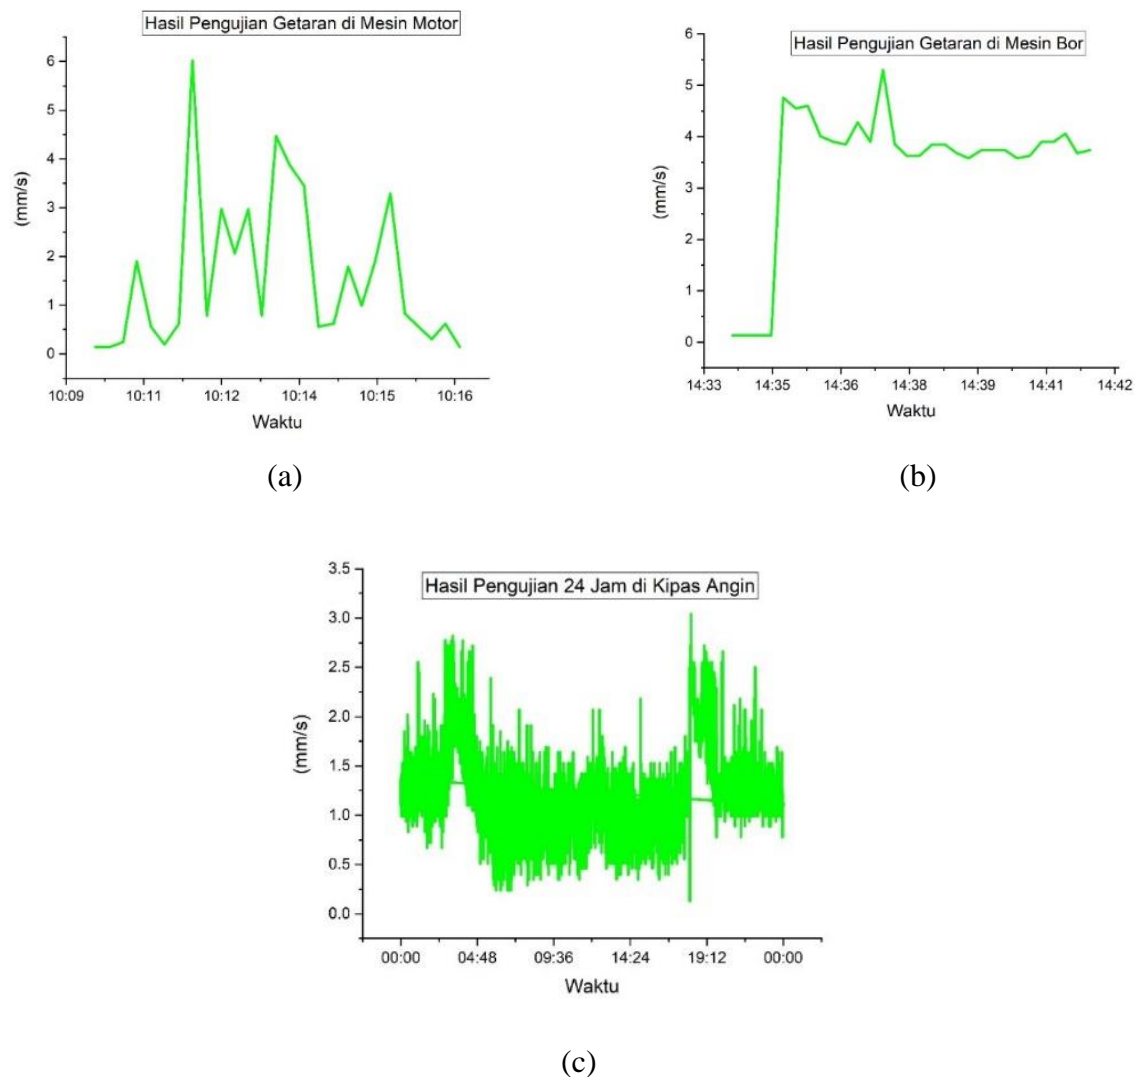 Hasil Pengujian Getaran di Mesin Motor
6
5
4
3
2
1
0
(mm/s)
10:09 10:11 10:12 10:14 10:15 10:16
Waktu
(a)
Hasil Pengujian Getaran di Mesin Bor
6
5
4
3
2
1
0
(mm/s)
14:33 14:35 14:36 14:38 14:39 14:41 14:42
Waktu
(b)
Hasil Pengujian 24 Jam di Kipas Angin
3.5
3.0
2.5
2.0
1.5
1.0
0.5
0.0
(mm/s)
00:00 04:48 09:36 14:24 19:12 00:00
Waktu
(c)